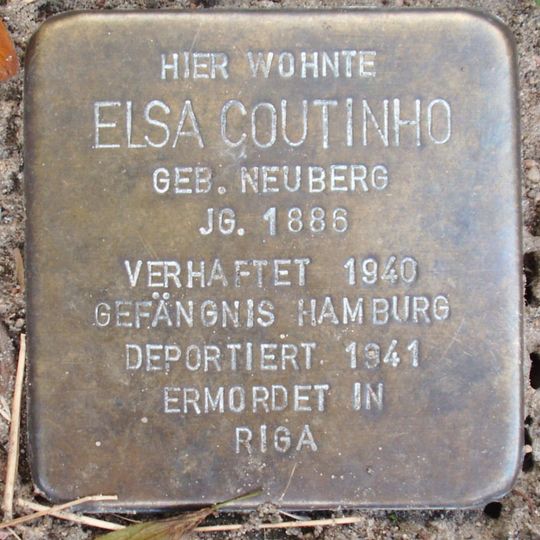 HIER WOHNTE
ELSA COUTINHO
GEB. NEUBERG
JG. 1886
VERHAFTET 1940
GEFÄNGNIS HAMBURG
DEPORTIERT 1941
ERMORDET IN
RIGA